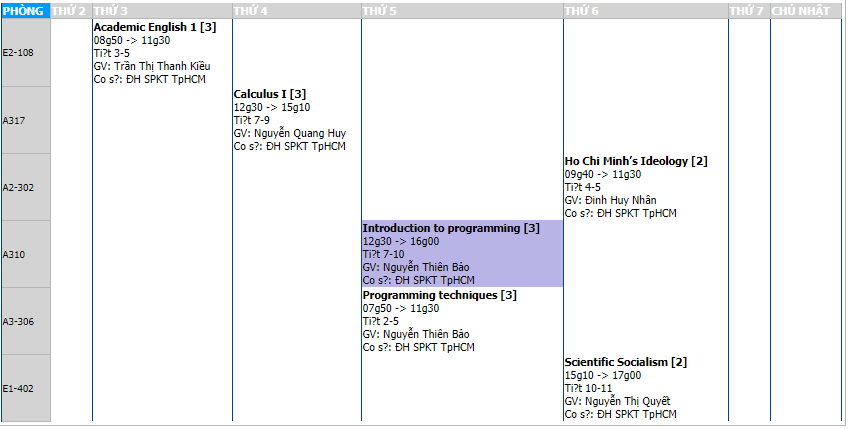 PHÒNG THỨ 2 THỨ 3 THỨ 4 THỨ 5 THỨ 6 THỨ 7 CHỦ NHẬT
E2-108
Academic English 1 [3]
08g50 -> 11g30
Ti?t 3-5
GV: Trần Thị Thanh Kiều
Co s?: ĐH SPKT TpHCM
A317
Calculus I [3]
12g30 -> 15g10
Ti?t 7-9
GV: Nguyễn Quang Huy
Co s?: ĐH SPKT TpHCM
A2-302
Ho Chi Minh’s Ideology [2]
09g40 -> 11g30
Ti?t 4-5
GV: Đinh Huy Nhân
Co s?: ĐH SPKT TpHCM
A310
Introduction to programming [3]
12g30 -> 16g00
Ti?t 7-10
GV: Nguyễn Thiên Bảo
Co s?: ĐH SPKT TpHCM
A3-306
Programming techniques [3]
07g50 -> 11g30
Ti?t 2-5
GV: Nguyễn Thiên Bảo
Co s?: ĐH SPKT TpHCM
E1-402
Scientific Socialism [2]
15g10 -> 17g00
Ti?t 10-11
GV: Nguyễn Thị Quyết
Co s?: ĐH SPKT TpHCM